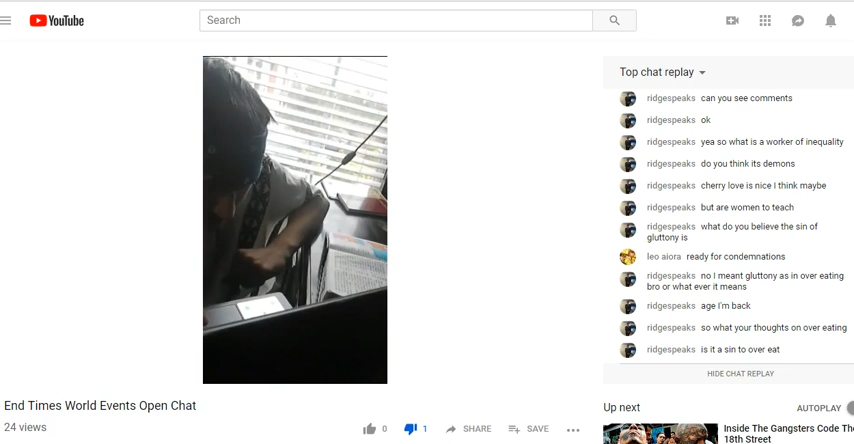 YouTube
Search
Top chat replay
ridgespeaks can you see comments
ridgespeaks ok
ridgespeaks yea so what is a worker of inequality
ridgespeaks do you think its demons
ridgespeaks cherry love is nice I think maybe
ridgespeaks but are women to teach
ridgespeaks what do you believe the sin of
gluttony is
leo aiora ready for condemnations
ridgespeaks no I meant gluttony as in over eating
bro or what ever it means
ridgespeaks age I'm back
ridgespeaks so what your thoughts on over eating
ridgespeaks is it a sin to over eat
HIDE CHAT REPLAY
End Times World Events Open Chat
24 views
0
1
SHARE
SAVE
Up next
AUTOPLAY
Inside The Gangsters Code The
18th Street